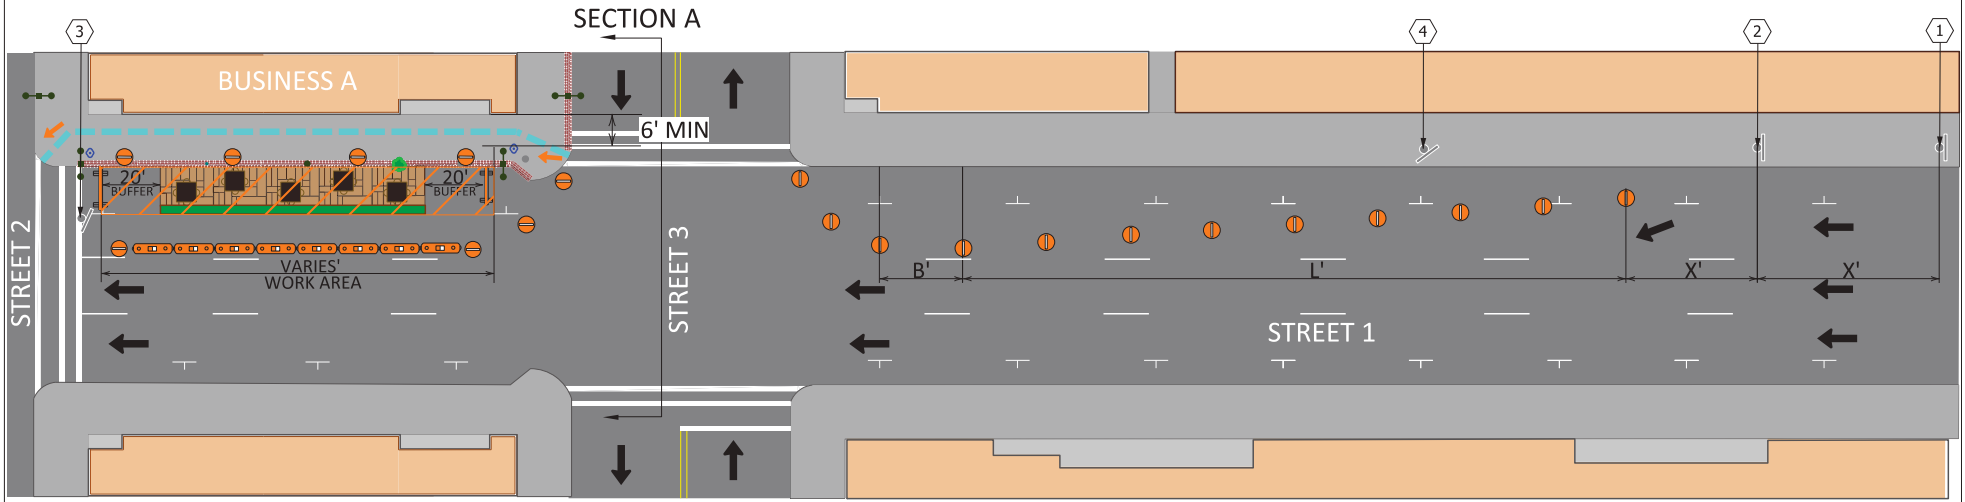 SECTION A
3
4
2
1
BUSINESS A
6' MIN
20'
BUFFER
20'
BUFFER
STREET 2
STREET 3
VARIES'
WORK AREA
B'
L'
X'
X'
STREET 1